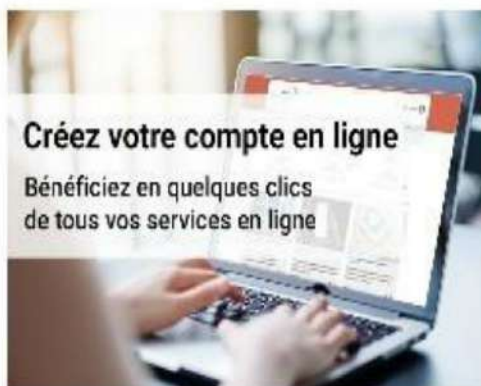 Créez votre compte en ligne
Bénéficiez en quelques clics
de tous vos services en ligne